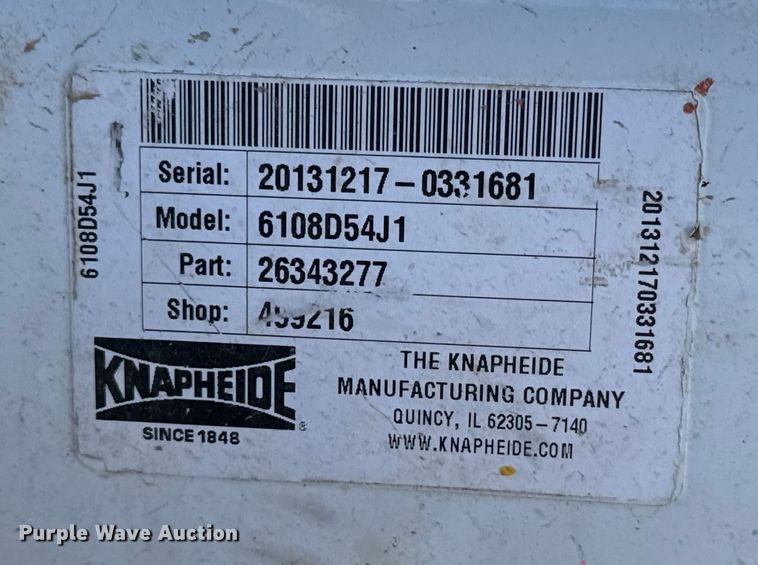 Serial: 20131217-0331681
Model: 6108D54J1
Part: 26343277
Shop:
6108D54J1
201312170331681
KNAPHEIDE
®
SINCE 1848
THE KNAPHEIDE
MANUFACTURING COMPANY
QUINCY, IL 62305-7140
WWW.KNAPHEIDE.COM
Purple Wave Auction